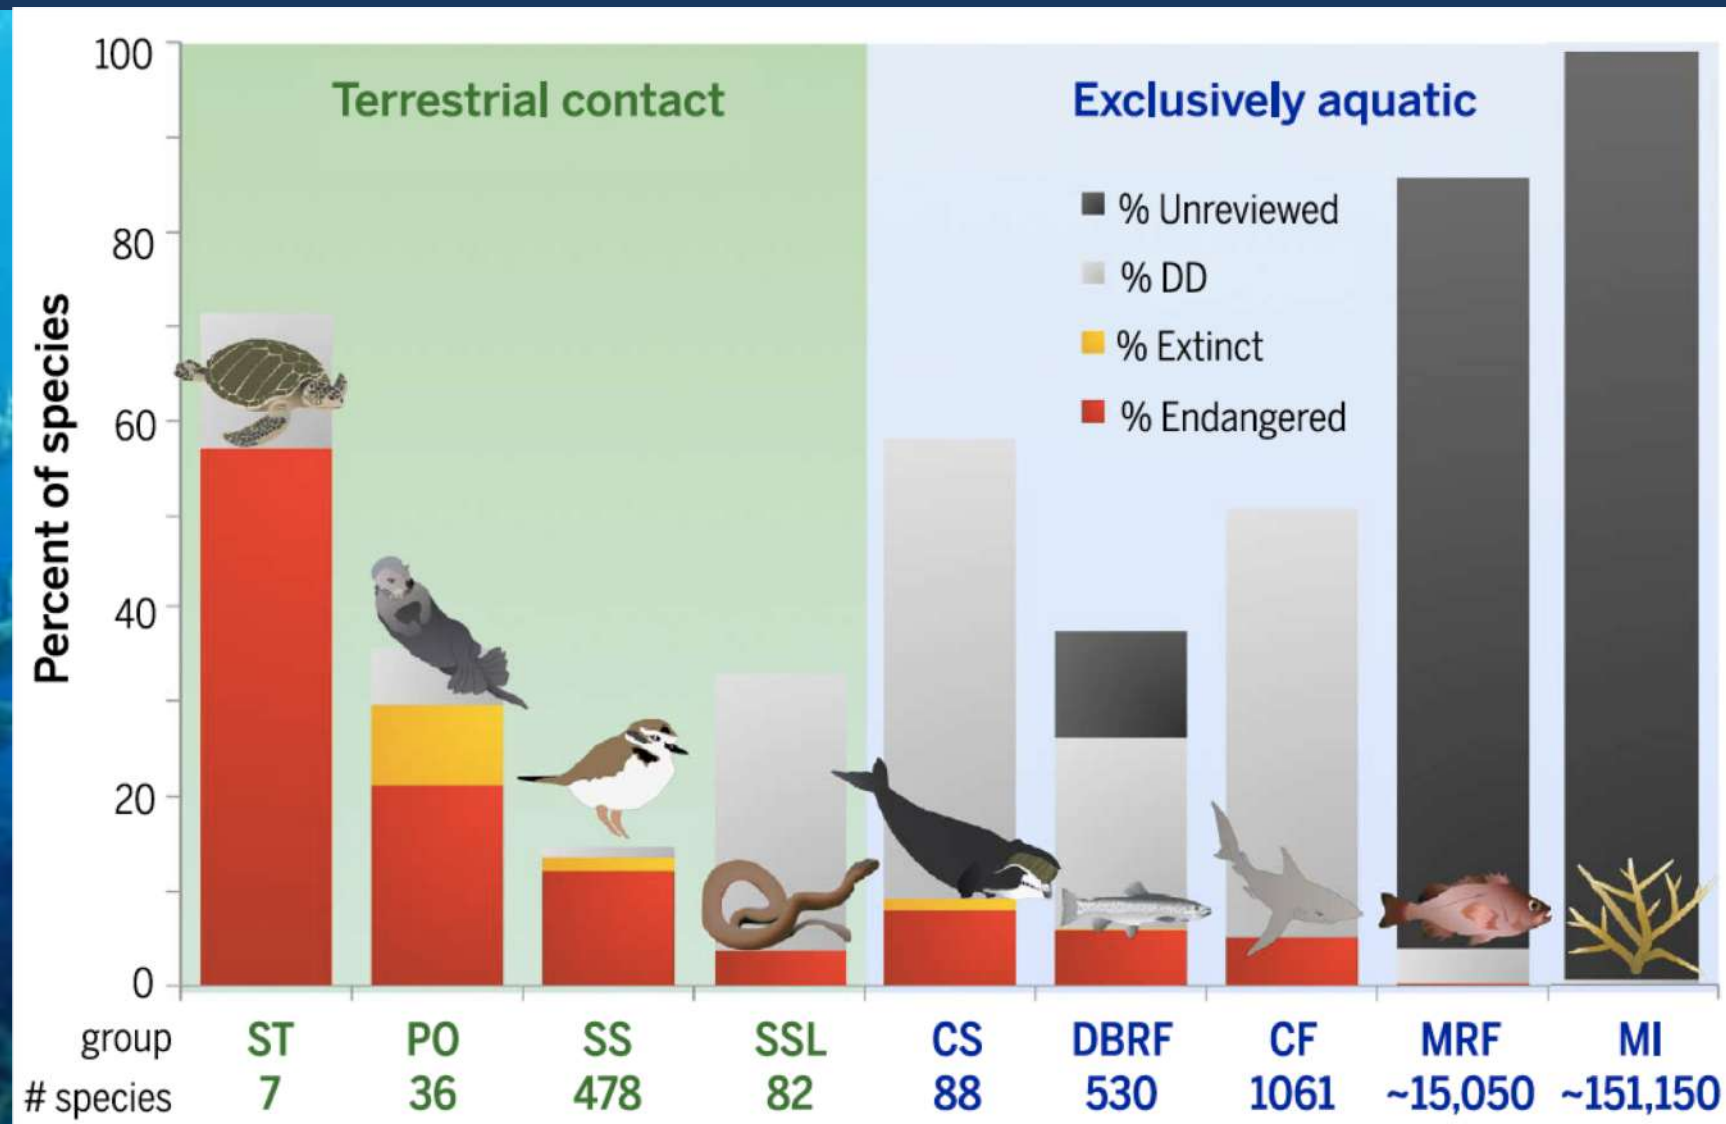 100
80
60
40
20
0
Percent of species
Terrestrial contact
Exclusively aquatic
% Unreviewed
% DD
% Extinct
% Endangered
group ST PO SS SSL CS DBRF CF MRF MI
# species 7 36 478 82 88 530 1061 ~15,050 ~151,150